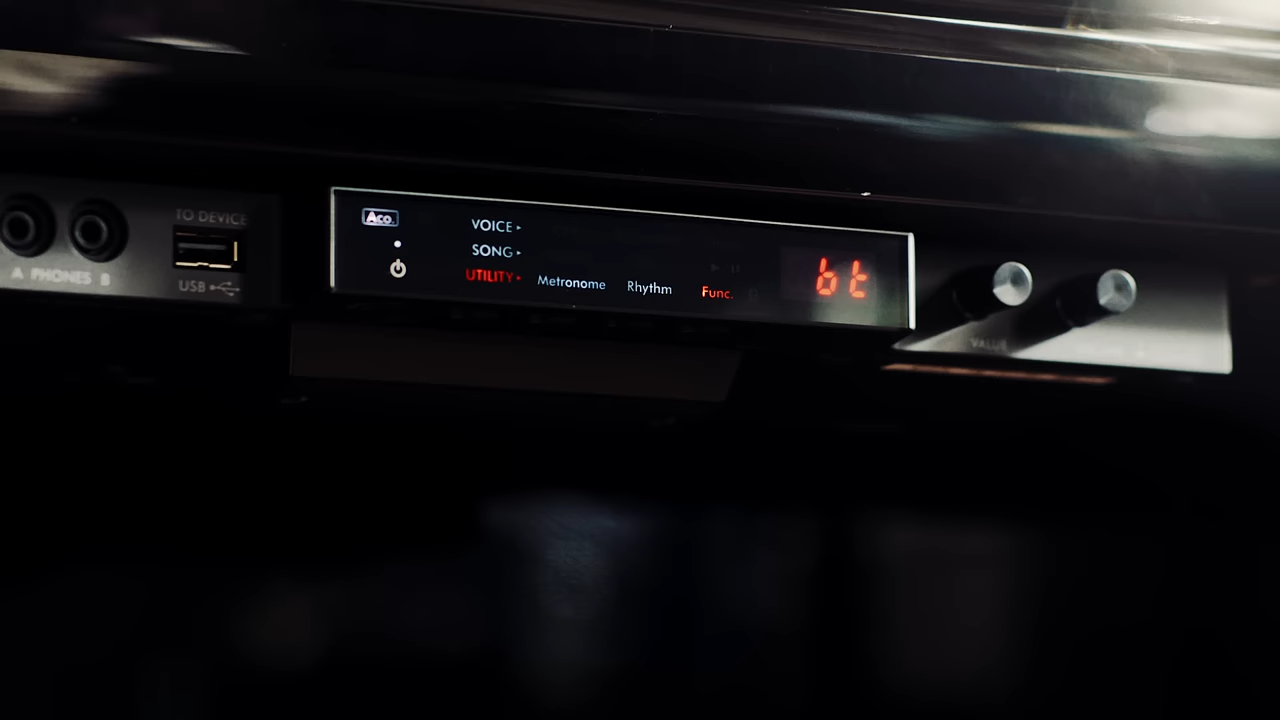 TO DEVICE
A PHONES B
USB
Aco.
VOICE
SONG
UTILITY
Metronome Rhythm Func.
bt
VALUE